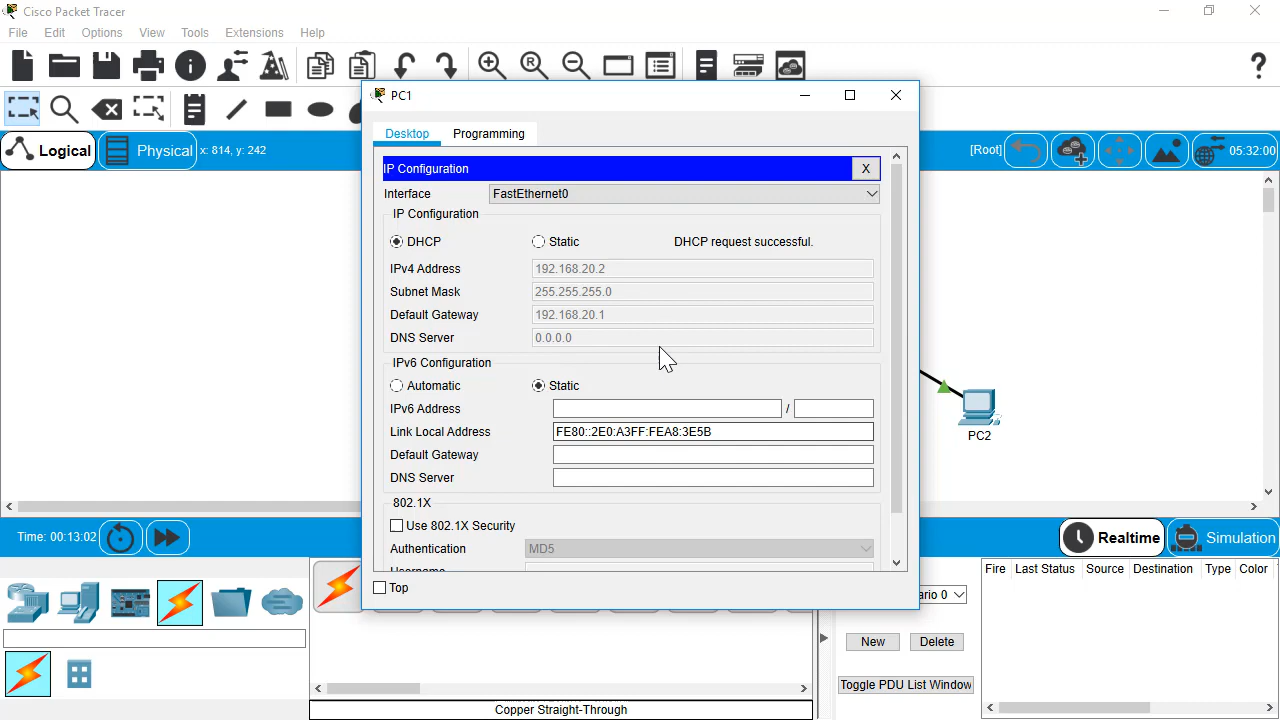 Cisco Packet Tracer
File Edit Options View Tools Extensions Help
PC1
Logical Physical x: 814, y: 242 [Root] 05:32:00
Desktop Programming
IP Configuration X
Interface FastEthernet0
IP Configuration
DHCP Static DHCP request successful.
IPv4 Address 192.168.20.2
Subnet Mask 255.255.255.0
Default Gateway 192.168.20.1
DNS Server 0.0.0.0
IPv6 Configuration
Automatic Static
IPv6 Address /
Link Local Address FE80::2E0:A3FF:FEA8:3E5B
Default Gateway
DNS Server
PC2
802.1X
Use 802.1X Security
Authentication MD5
Top
Time: 00:13:02 Realtime Simulation
Fire Last Status Source Destination Type Color
ario 0
New Delete
Toggle PDU List Window
Copper Straight-Through